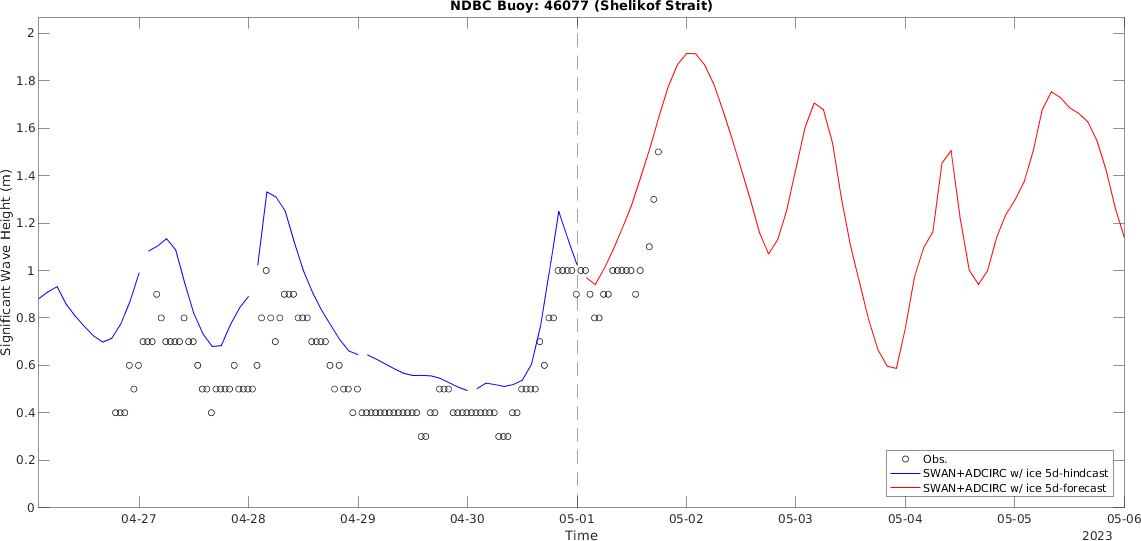 NDBC Buoy: 46077 (Shelikof Strait)
2
1.8
1.6
1.4
1.2
1
0.8
0.6
0.4
0.2
0
Significant Wave Height (m)
04-27 04-28 04-29 04-30 05-01 05-02 05-03 05-04 05-05 05-06
Time
2023
Obs.
SWAN+ADCIRC w/ ice 5d-hindcast
SWAN+ADCIRC w/ ice 5d-forecast